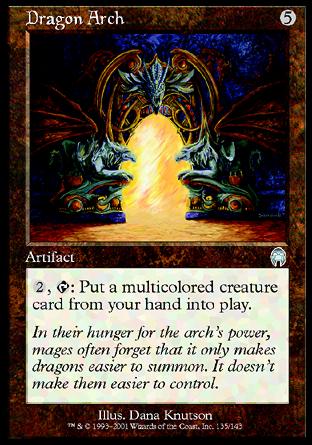 Dragon Arch 5
Artifact
2, T: Put a multicolored creature
card from your hand into play.
In their hunger for the arch's power,
mages often forget that it only makes
dragons easier to summon. It doesn't
make them easier to control.
Illus. Dana Knutson
™ & © 1993–2001 Wizards of the Coast, Inc. 135/143